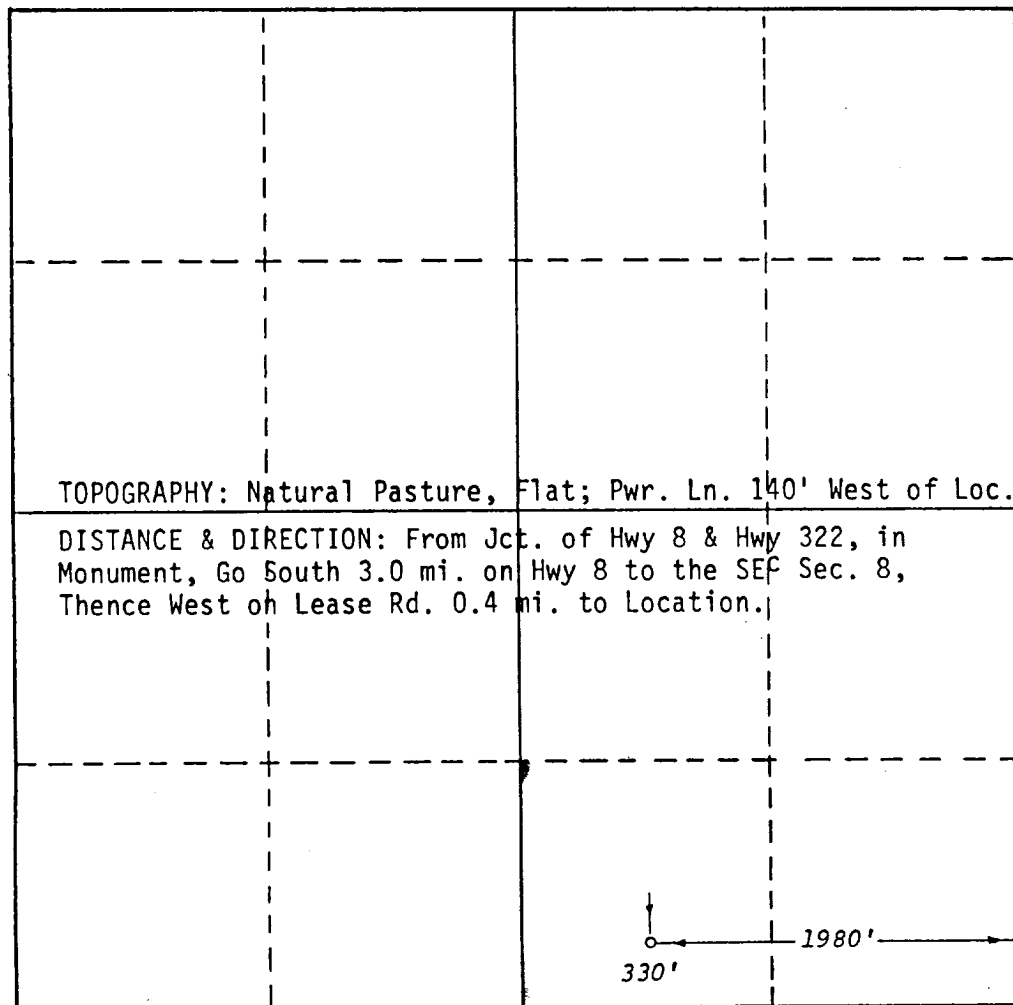 TOPOGRAPHY: Natural Pasture, Flat; Pwr. Ln. 140' West of Loc.
DISTANCE & DIRECTION: From Jct. of Hwy 8 & Hwy 322, in
Monument, Go South 3.0 mi. on Hwy 8 to the SE⁄ Sec. 8,
Thence West on Lease Rd. 0.4 mi. to Location.
1980'
330'